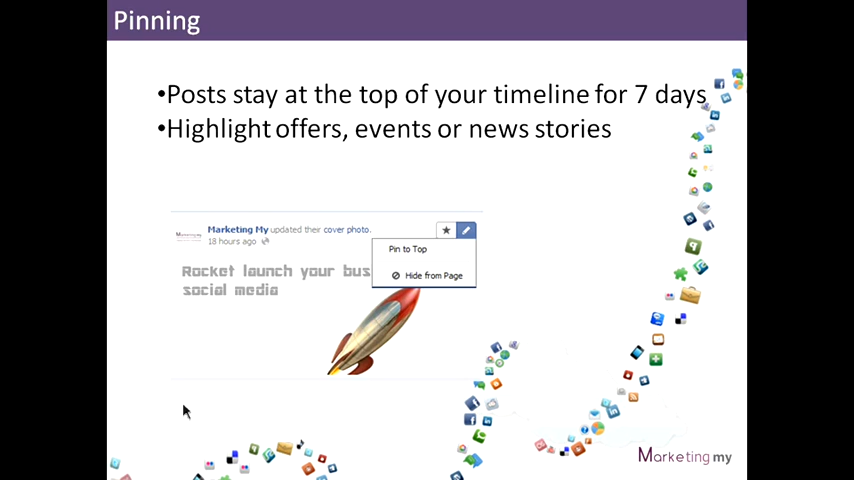 Pinning
•Posts stay at the top of your timeline for 7 days
•Highlight offers, events or news stories
Marketing My updated their cover photo.
18 hours ago
Pin to Top
Hide from Page
Rocket launch your bus
social media
Marketing my